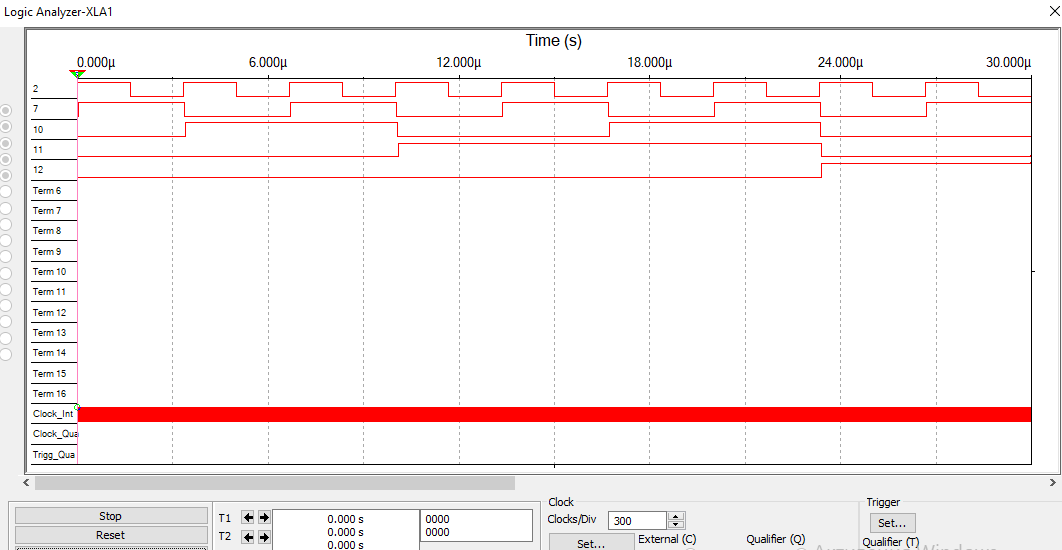 Logic Analyzer-XLA1
Time (s)
0.000µ 6.000µ 12.000µ 18.000µ 24.000µ 30.000µ
2
7
10
11
12
Term 6
Term 7
Term 8
Term 9
Term 10
Term 11
Term 12
Term 13
Term 14
Term 15
Term 16
Clock_Int
Clock_Qua
Trigg_Qua
Stop
Reset
T1
T2
0.000 s
0.000 s
0.000 s
0000
0000
Clock
Clocks/Div 300
Set...
External (C)
Qualifier (Q)
Trigger
Set...
Qualifier (T)
Windows